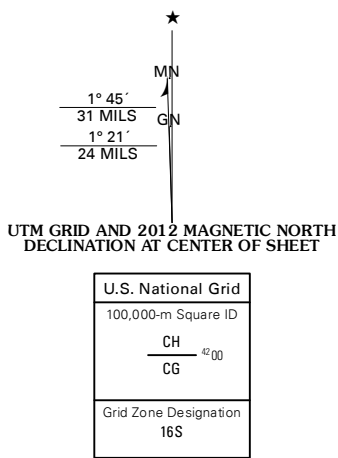 ★
MN
1° 45´
31 MILS
GN
1° 21´
24 MILS
UTM GRID AND 2012 MAGNETIC NORTH
DECLINATION AT CENTER OF SHEET
U.S. National Grid
100,000-m Square ID
CH
4200
CG
Grid Zone Designation
16S